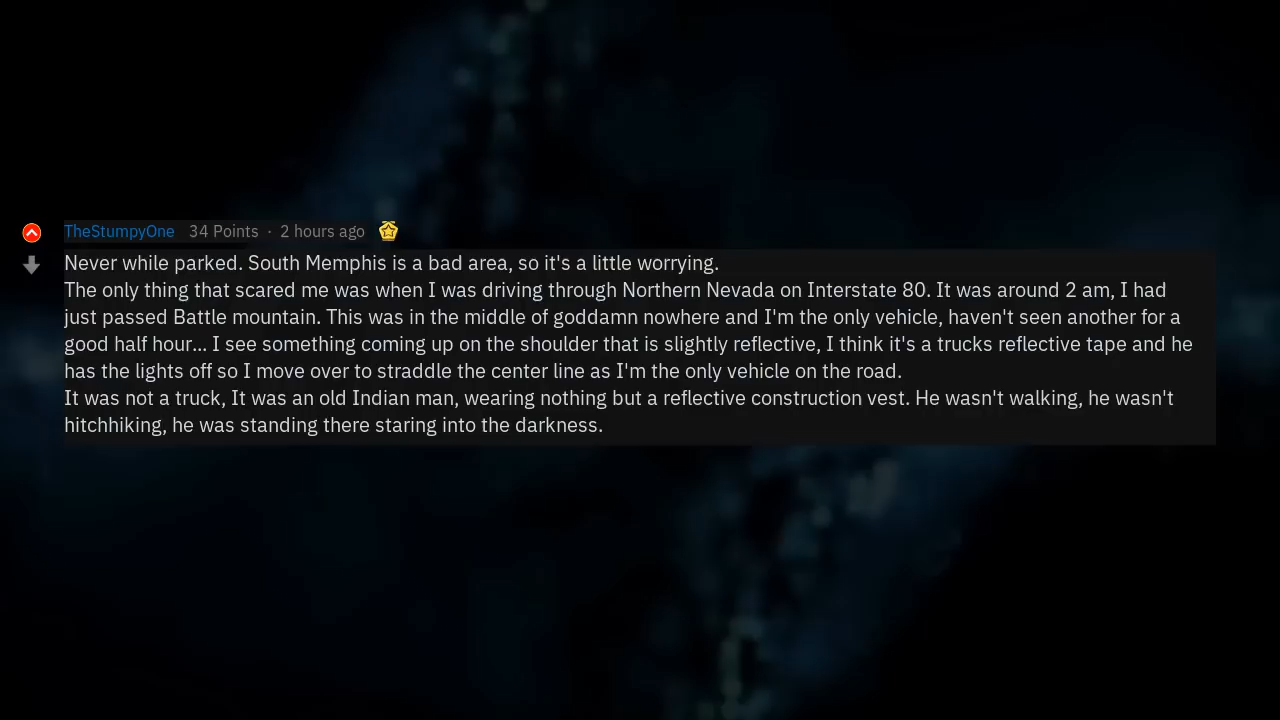 TheStumpyOne 34 Points · 2 hours ago
Never while parked. South Memphis is a bad area, so it's a little worrying.
The only thing that scared me was when I was driving through Northern Nevada on Interstate 80. It was around 2 am, I had
just passed Battle mountain. This was in the middle of goddamn nowhere and I'm the only vehicle, haven't seen another for a
good half hour... I see something coming up on the shoulder that is slightly reflective, I think it's a trucks reflective tape and he
has the lights off so I move over to straddle the center line as I'm the only vehicle on the road.
It was not a truck, It was an old Indian man, wearing nothing but a reflective construction vest. He wasn't walking, he wasn't
hitchhiking, he was standing there staring into the darkness.